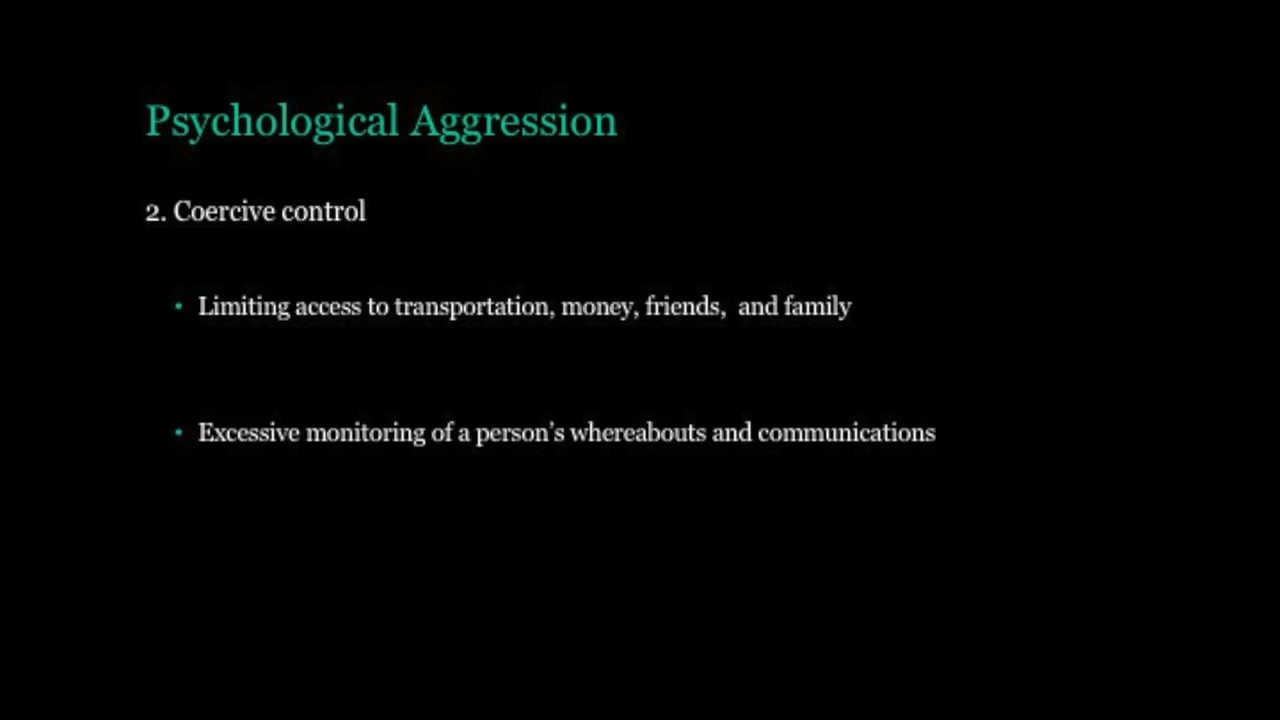 Psychological Aggression
2. Coercive control
• Limiting access to transportation, money, friends,  and family
• Excessive monitoring of a person’s whereabouts and communications